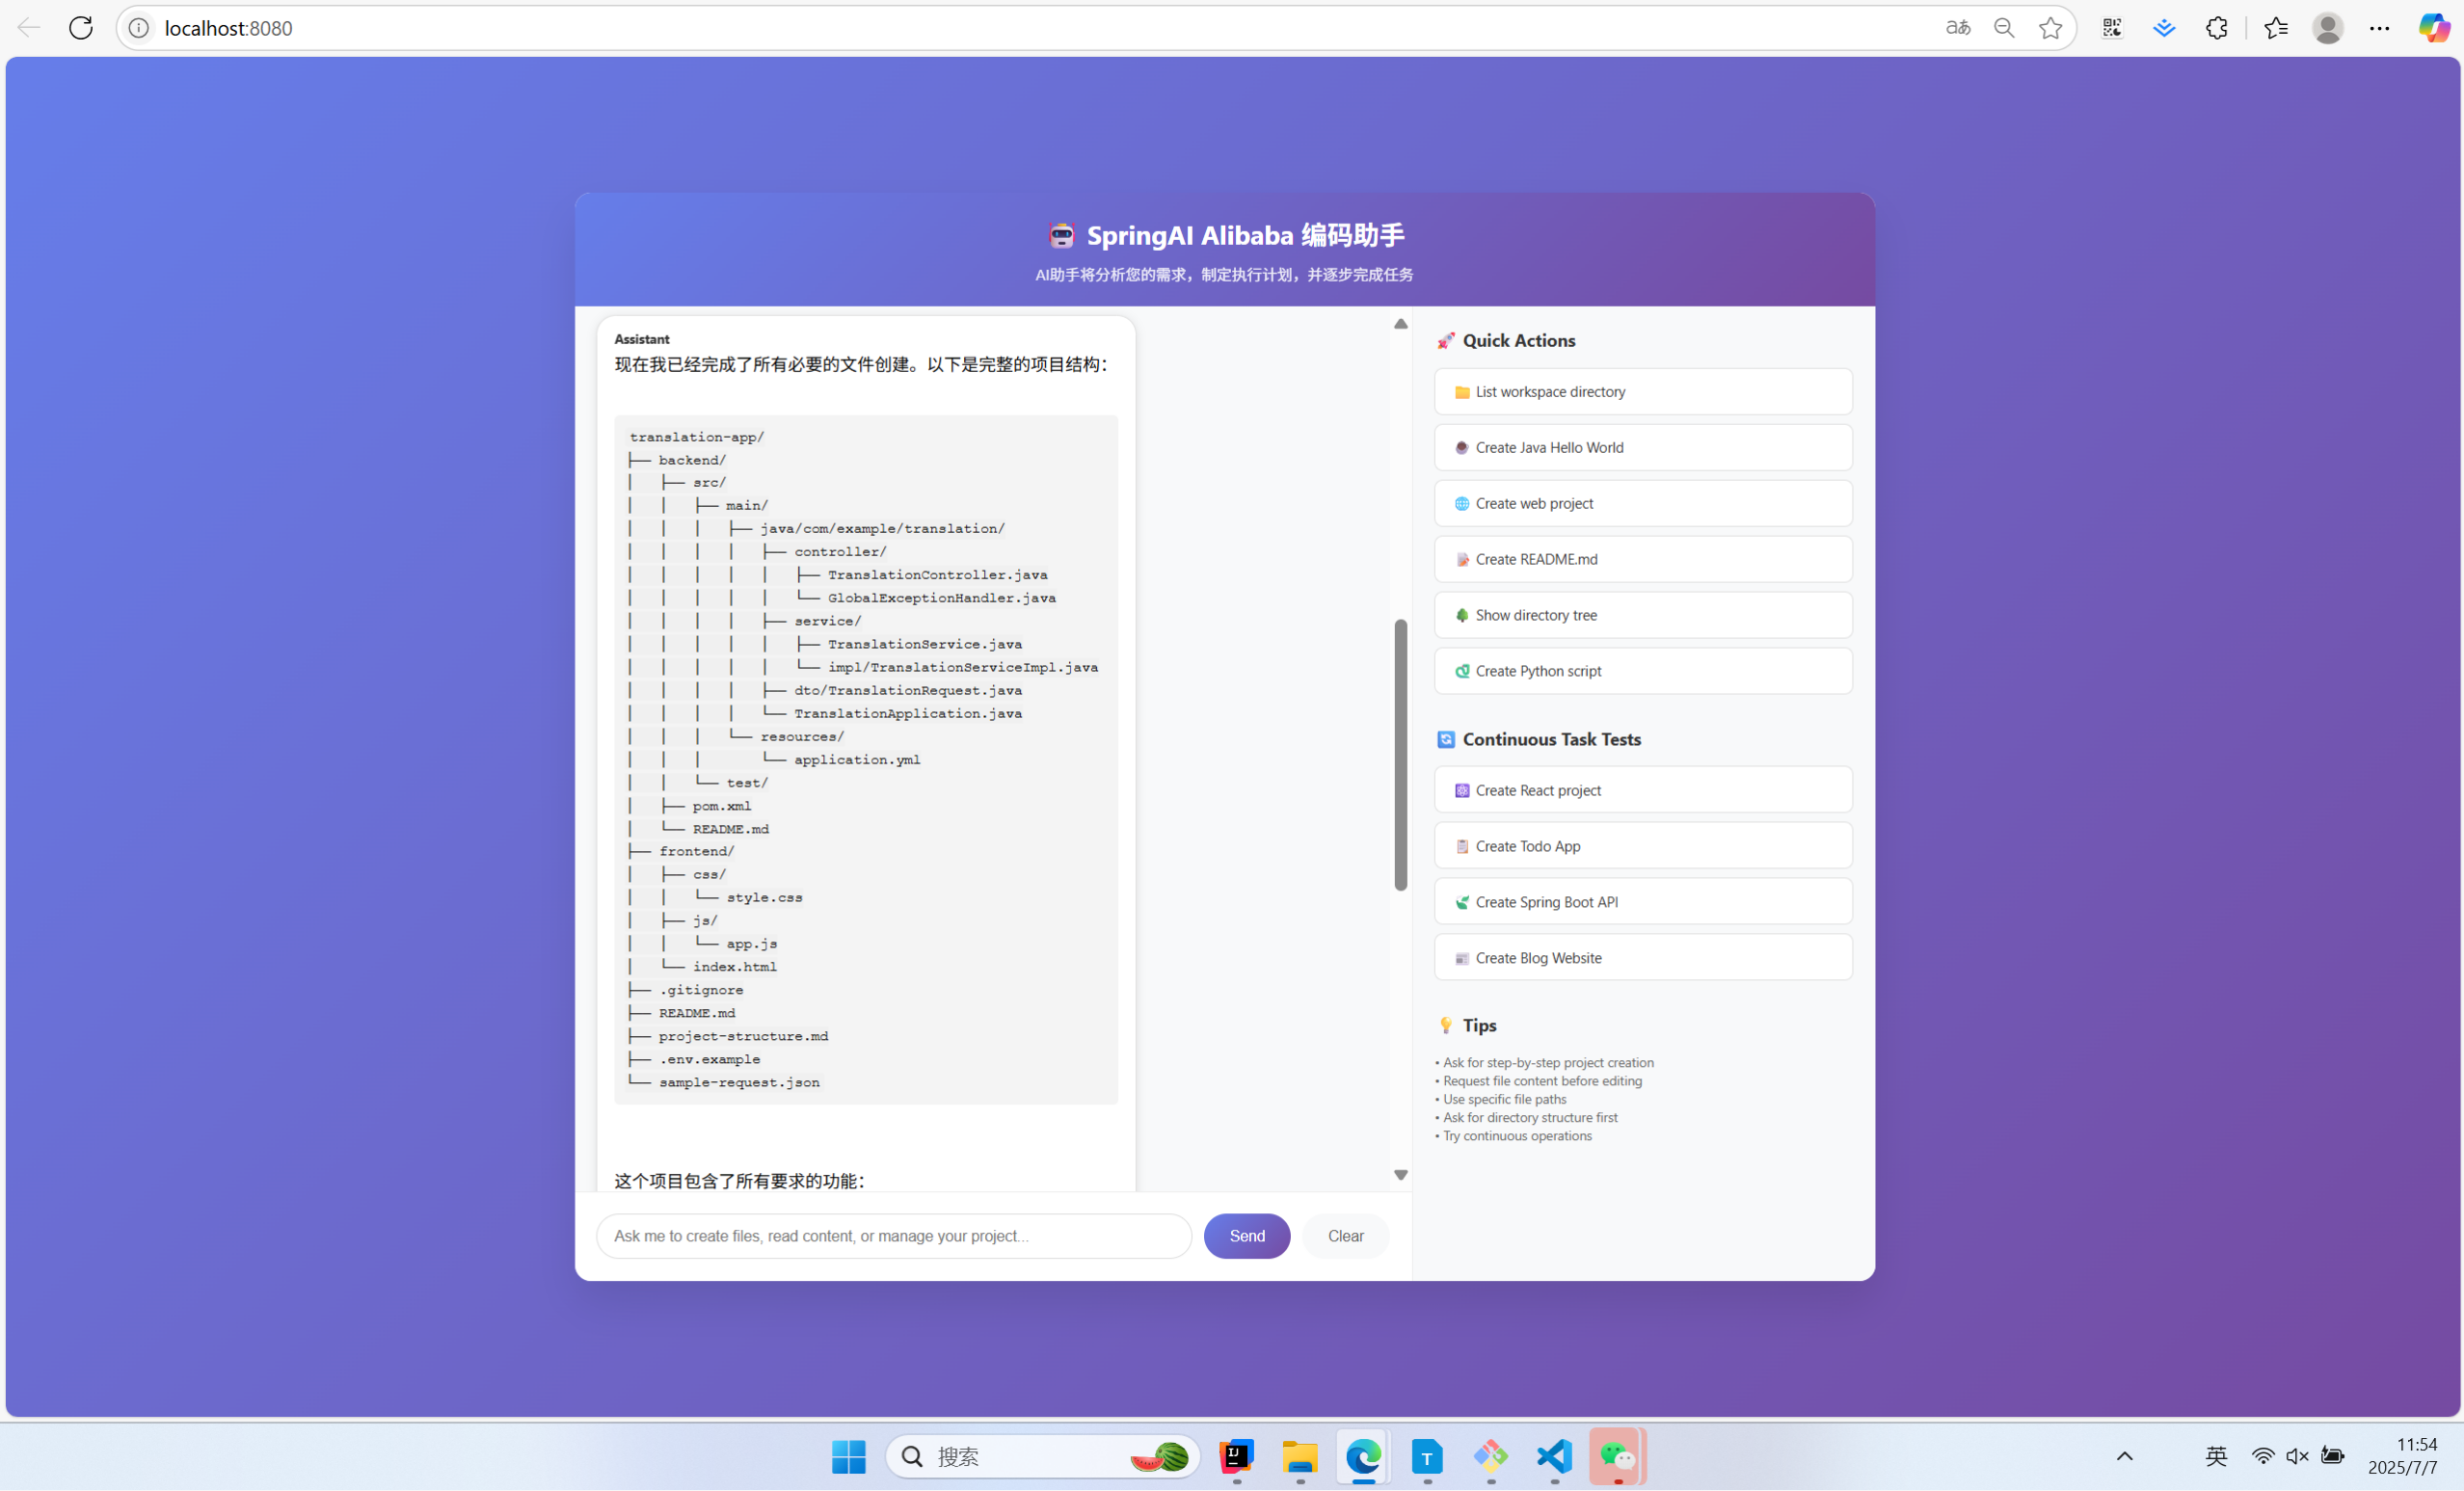 localhost:8080
SpringAI Alibaba 编码助手
AI助手将分析您的需求，制定执行计划，并逐步完成任务
Assistant
现在我已经完成了所有必要的文件创建。以下是完整的项目结构：
translation-app/
├── backend/
│   ├── src/
│   │   ├── main/
│   │   │   ├── java/com/example/translation/
│   │   │   │   ├── controller/
│   │   │   │   │   ├── TranslationController.java
│   │   │   │   │   └── GlobalExceptionHandler.java
│   │   │   │   ├── service/
│   │   │   │   │   ├── TranslationService.java
│   │   │   │   │   └── impl/TranslationServiceImpl.java
│   │   │   │   ├── dto/TranslationRequest.java
│   │   │   │   └── TranslationApplication.java
│   │   │   └── resources/
│   │   │       └── application.yml
│   │   └── test/
│   ├── pom.xml
│   └── README.md
├── frontend/
│   ├── css/
│   │   └── style.css
│   ├── js/
│   │   └── app.js
│   └── index.html
├── .gitignore
├── README.md
├── project-structure.md
├── .env.example
└── sample-request.json
这个项目包含了所有要求的功能：
Ask me to create files, read content, or manage your project...
Send
Clear
Quick Actions
List workspace directory
Create Java Hello World
Create web project
Create README.md
Show directory tree
Create Python script
Continuous Task Tests
Create React project
Create Todo App
Create Spring Boot API
Create Blog Website
Tips
• Ask for step-by-step project creation
• Request file content before editing
• Use specific file paths
• Ask for directory structure first
• Try continuous operations
搜索
英
11:54
2025/7/7